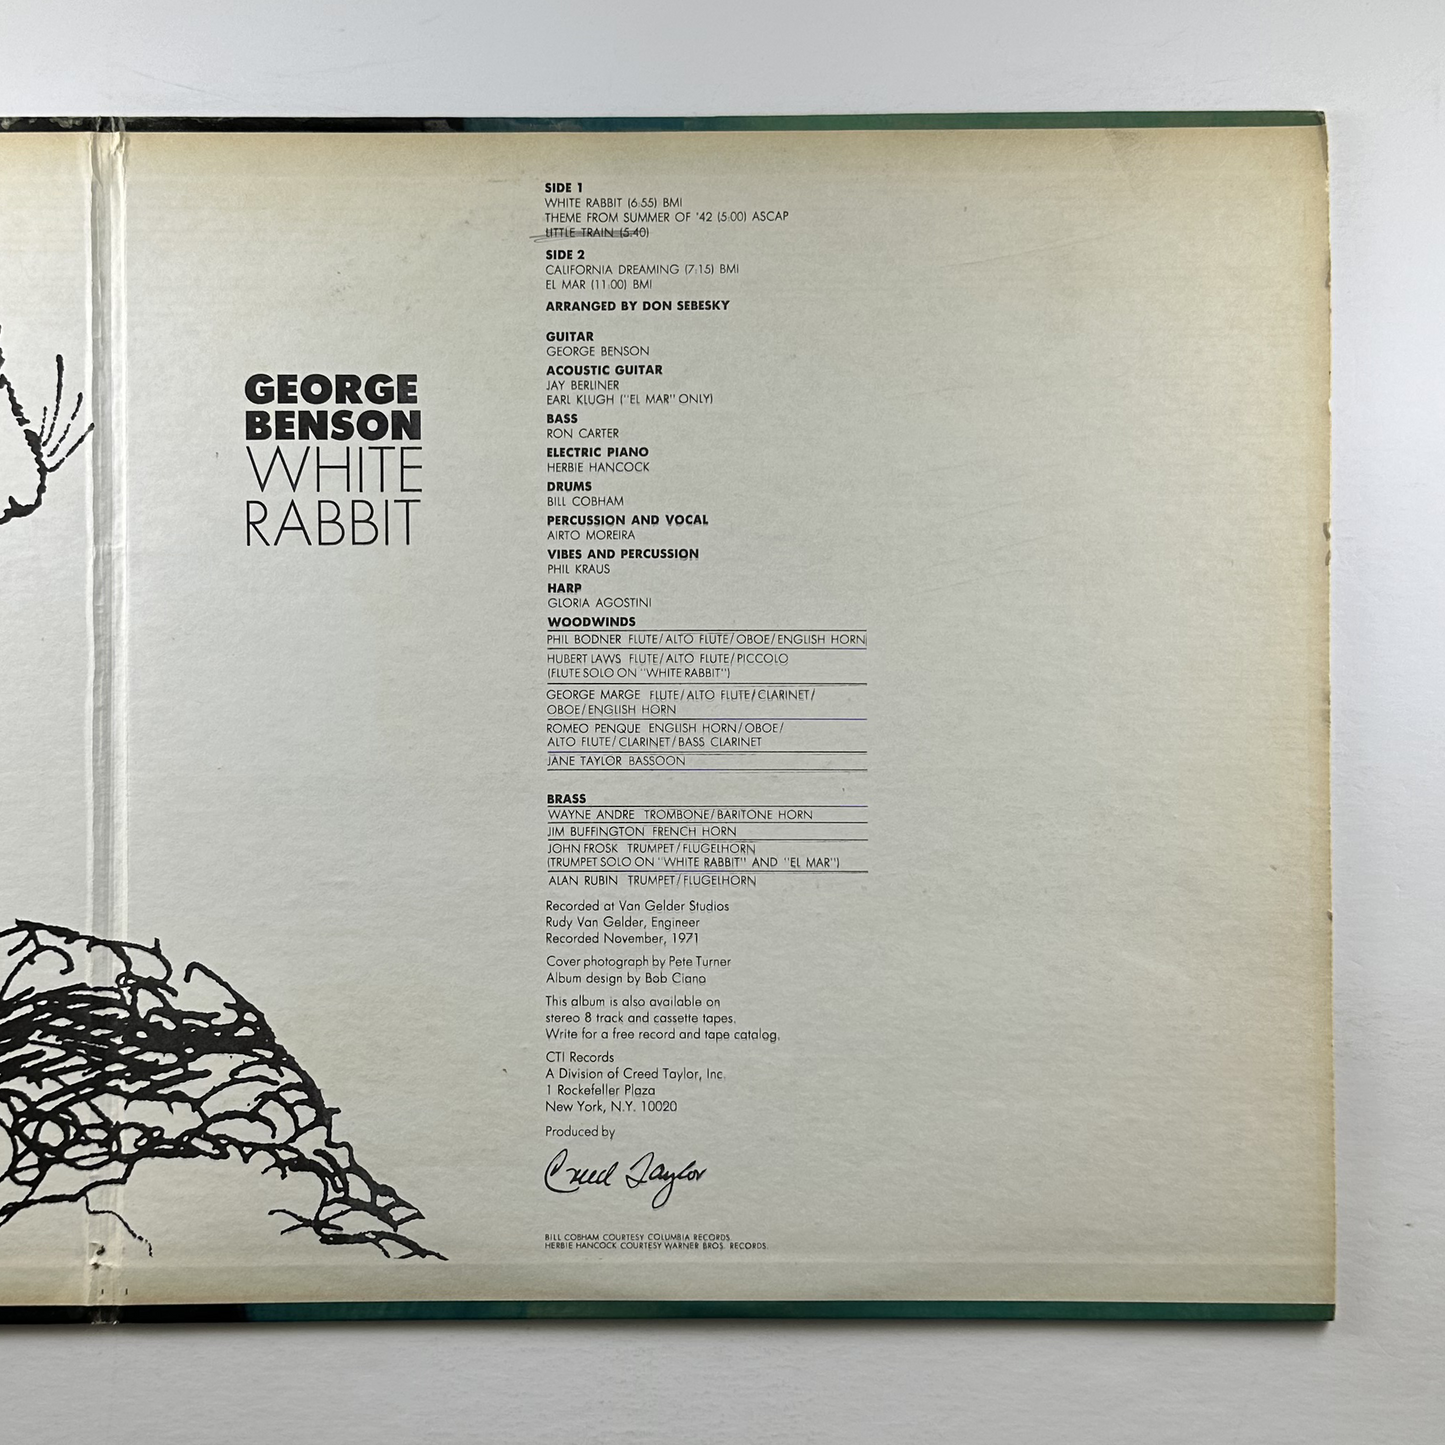 GEORGE
BENSON
WHITE
RABBIT
SIDE 1
WHITE RABBIT (6:55) BMI
THEME FROM SUMMER OF '42 (5:00) ASCAP
LITTLE TRAIN (5:40)
SIDE 2
CALIFORNIA DREAMING (7:15) BMI
EL MAR (11:00) BMI
ARRANGED BY DON SEBESKY
GUITAR
GEORGE BENSON
ACOUSTIC GUITAR
JAY BERLINER
EARL KLUGH ("EL MAR" ONLY)
BASS
RON CARTER
ELECTRIC PIANO
HERBIE HANCOCK
DRUMS
BILL COBHAM
PERCUSSION AND VOCAL
AIRTO MOREIRA
VIBES AND PERCUSSION
PHIL KRAUS
HARP
GLORIA AGOSTINI
WOODWINDS
PHIL BODNER FLUTE/ALTO FLUTE/OBOE/ENGLISH HORN
HUBERT LAWS FLUTE/ALTO FLUTE/PICCOLO
(FLUTE SOLO ON "WHITE RABBIT")
GEORGE MARGE FLUTE/ALTO FLUTE/CLARINET/
OBOE/ENGLISH HORN
ROMEO PENQUE ENGLISH HORN/OBOE/
ALTO FLUTE/CLARINET/BASS CLARINET
JANE TAYLOR BASSOON
BRASS
WAYNE ANDRE TROMBONE/BARITONE HORN
JIM BUFFINGTON FRENCH HORN
JOHN FROSK TRUMPET/FLUGELHORN
(TRUMPET SOLO ON "WHITE RABBIT" AND "EL MAR")
ALAN RUBIN TRUMPET/FLUGELHORN
Recorded at Van Gelder Studios
Rudy Van Gelder, Engineer
Recorded November, 1971
Cover photograph by Pete Turner
Album design by Bob Ciano
This album is also available on
stereo 8 track and cassette tapes.
Write for a free record and tape catalog.
CTI Records
A Division of Creed Taylor, Inc.
1 Rockefeller Plaza
New York, N.Y. 10020
Produced by
Creed Taylor
BILL COBHAM COURTESY COLUMBIA RECORDS.
HERBIE HANCOCK COURTESY WARNER BROS. RECORDS.